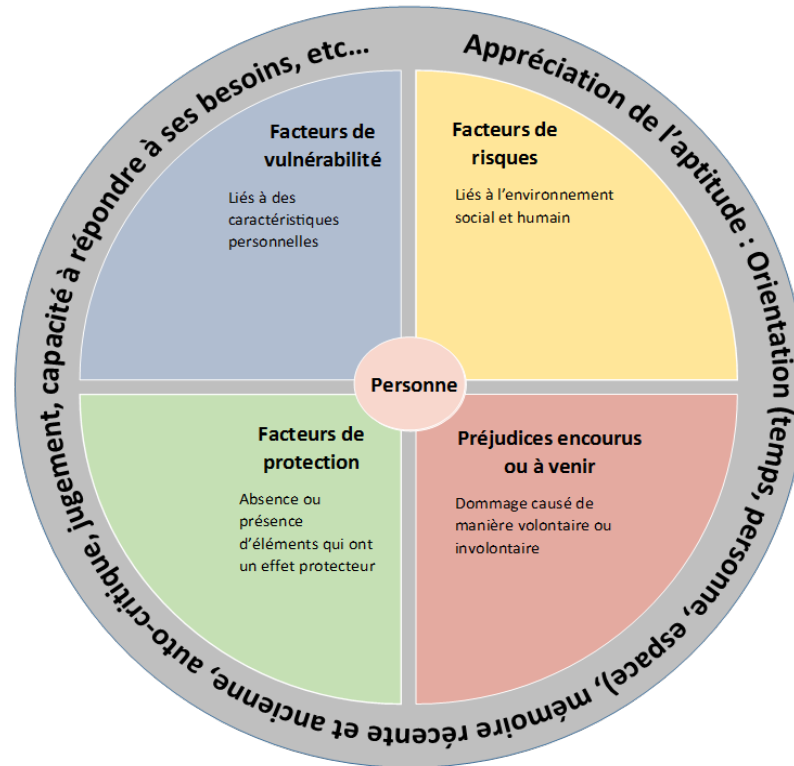 Appréciation de l’aptitude : Orientation (temps, personne, espace), mémoire récente et ancienne, auto-critique, jugement, capacité à répondre à ses besoins, etc…
Facteurs de
vulnérabilité
Liés à des
caractéristiques
personnelles
Facteurs de
risques
Liés à l’environnement
social et humain
Personne
Facteurs de
protection
Absence ou
présence
d’éléments qui ont
un effet protecteur
Préjudices encourus
ou à venir
Dommage causé de
manière volontaire ou
involontaire